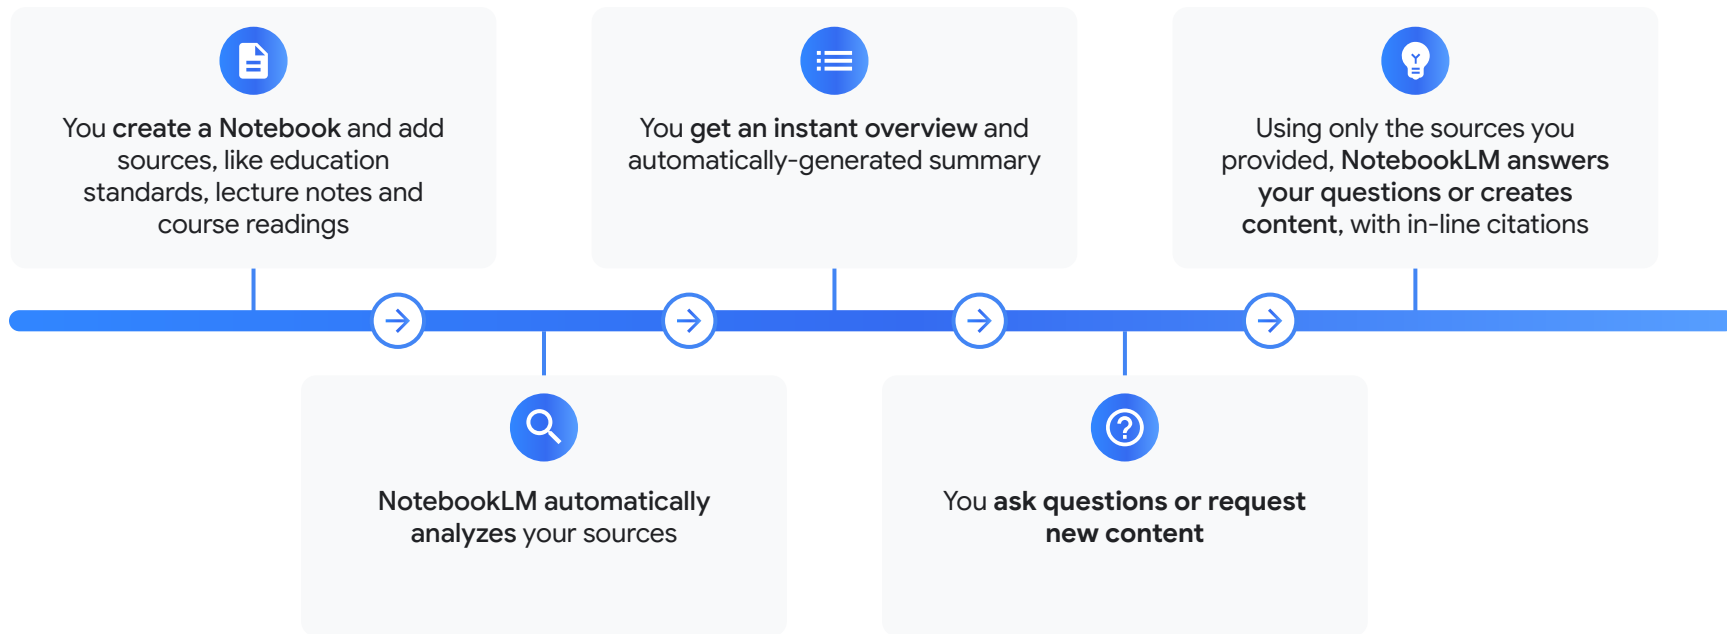 You create a Notebook and add
sources, like education
standards, lecture notes and
course readings
NotebookLM automatically
analyzes your sources
You get an instant overview and
automatically-generated summary
You ask questions or request
new content
Using only the sources you
provided, NotebookLM answers
your questions or creates
content, with in-line citations